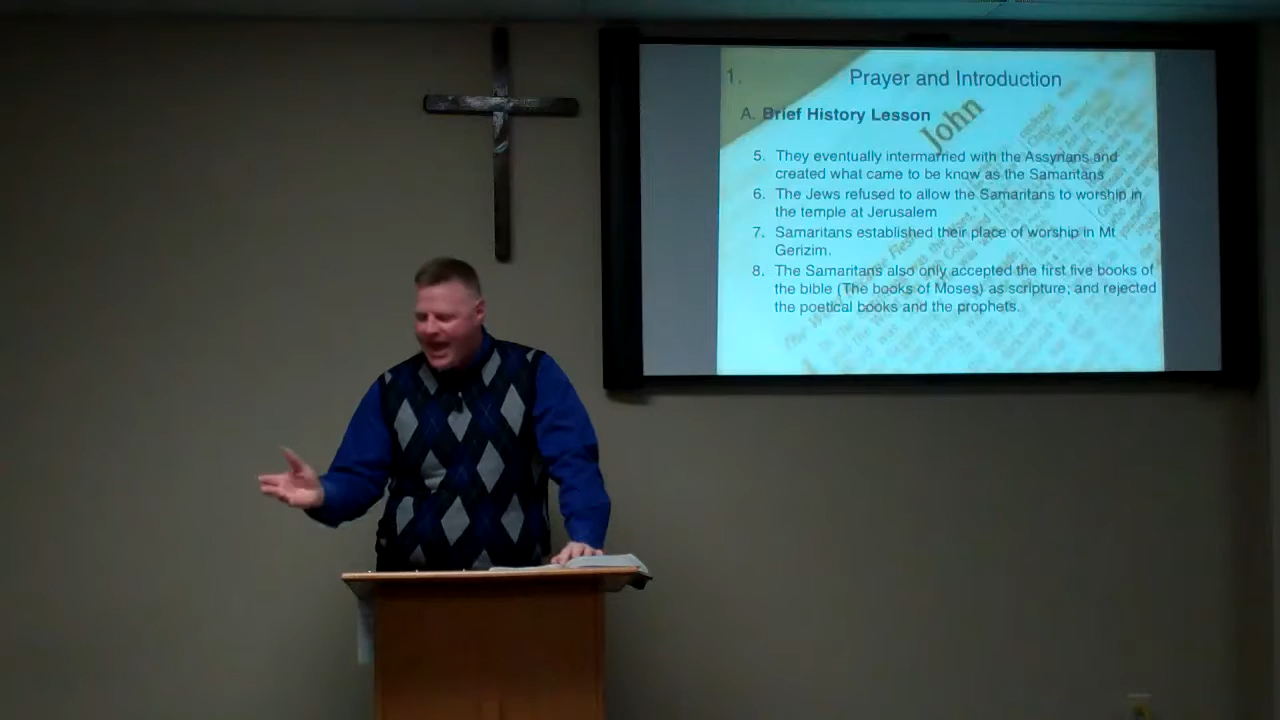 1. Prayer and Introduction
A. Brief History Lesson
John
5. They eventually intermarried with the Assyrians and
created what came to be know as the Samaritans
6. The Jews refused to allow the Samaritans to worship in
the temple at Jerusalem
7. Samaritans established their place of worship in Mt
Gerizim.
8. The Samaritans also only accepted the first five books of
the bible (The books of Moses) as scripture; and rejected
the poetical books and the prophets.